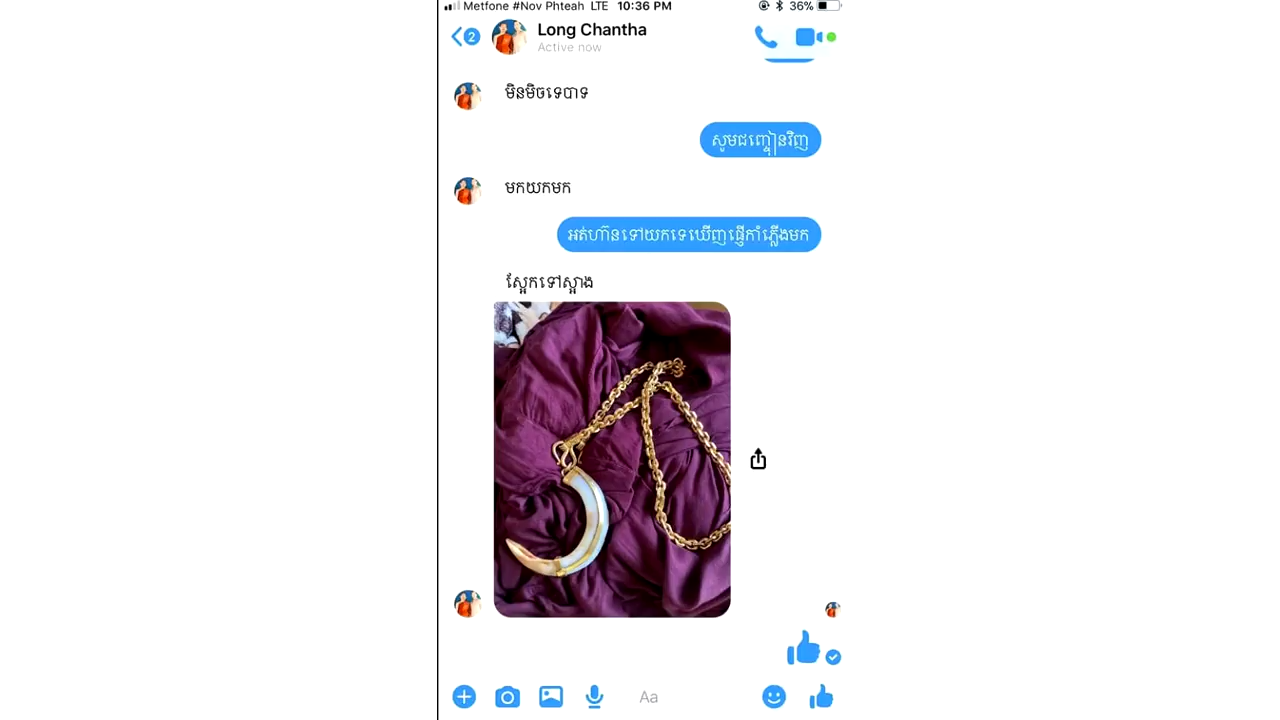 Metfone #Nov Phteah LTE 10:36 PM 36%
2 Long Chantha
Active now
មិនមិចទេបាទ
សូមជញ្ចៀនវិញ
មកយកមក
អត់ហ៊ានទៅយកទេឃើញផ្ញើកាំភ្លើងមក
ស្អែកទៅស្អាង
Aa